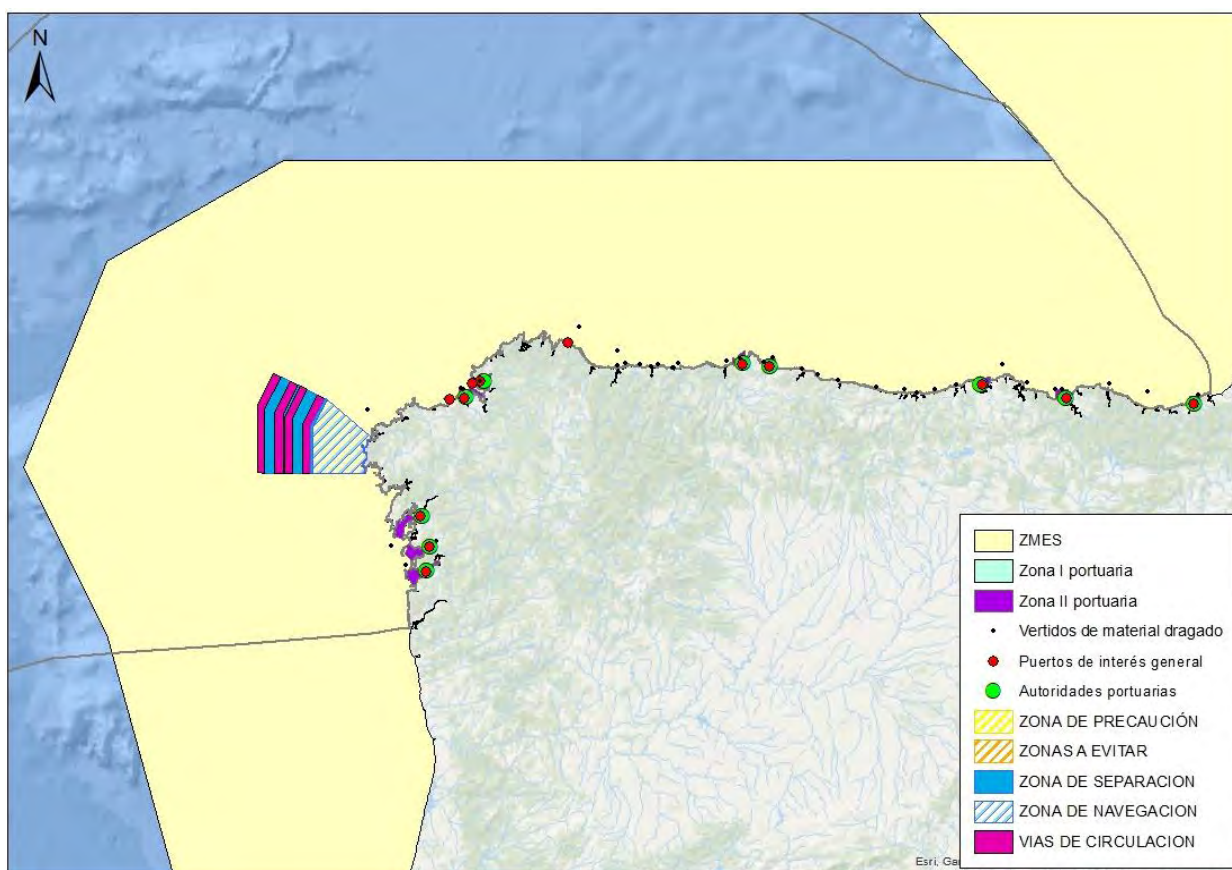 N
ZMES
Zona I portuaria
Zona II portuaria
Vertidos de material dragado
Puertos de interés general
Autoridades portuarias
ZONA DE PRECAUCIÓN
ZONAS A EVITAR
ZONA DE SEPARACION
ZONA DE NAVEGACION
VIAS DE CIRCULACION
Esri,